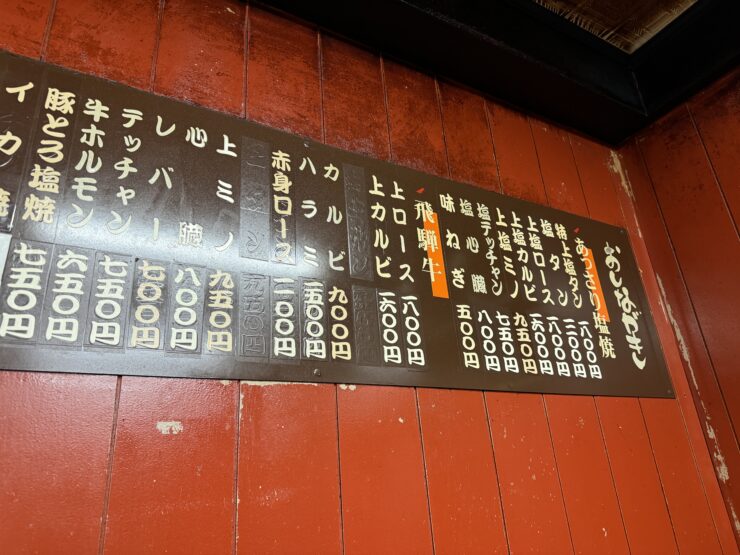 おしながき
あっさり塩焼
特上塩タン 一八〇〇円
塩タン 一二〇〇円
上塩ロース 一八〇〇円
上塩カルビ 一六〇〇円
上塩ミノ 九五〇円
塩テッチャン 七五〇円
塩心臓 八〇〇円
味ねぎ 五〇〇円
飛騨牛
上ロース 一八〇〇円
上カルビ 一六〇〇円
カルビ 九〇〇円
ハラミ 一五〇〇円
赤身ロース 一一〇〇円
上ミノ 九五〇円
心臓 八〇〇円
レバー 七〇〇円
テッチャン 七五〇円
牛ホルモン 六五〇円
豚とろ塩焼 七五〇円
イカ焼